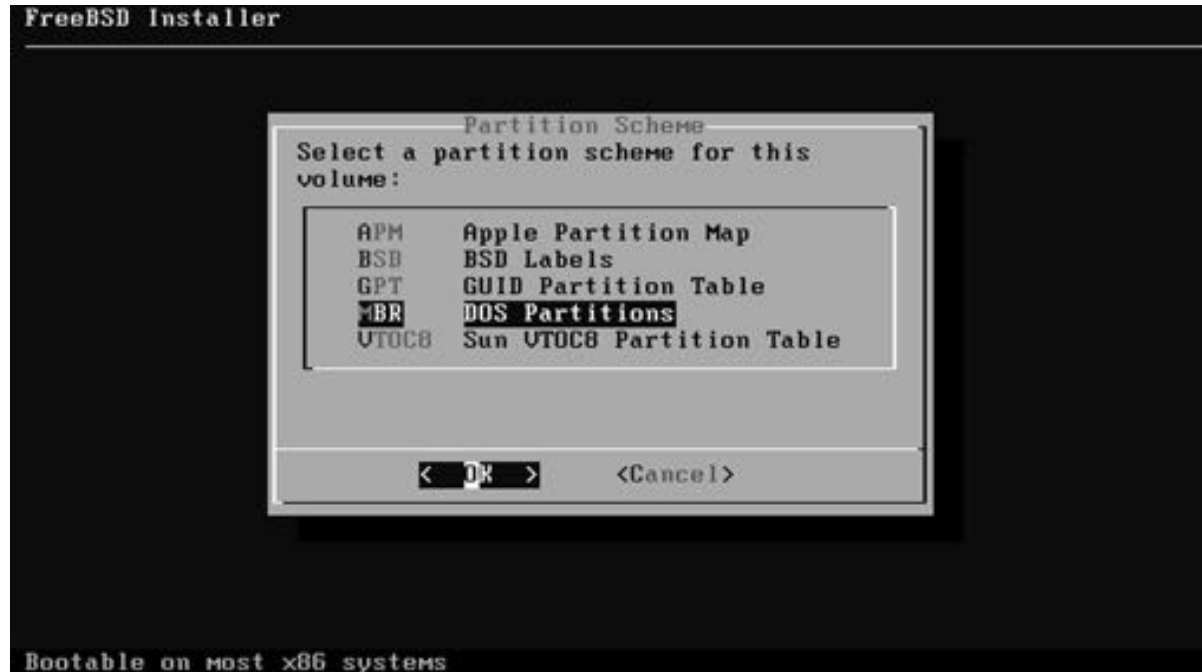 FreeBSD Installer
Partition Scheme
Select a partition scheme for this
volume:
APM Apple Partition Map
BSD BSD Labels
GPT GUID Partition Table
MBR DOS Partitions
VTOC8 Sun VTOC8 Partition Table
< OK > <Cancel>
Bootable on most x86 systems